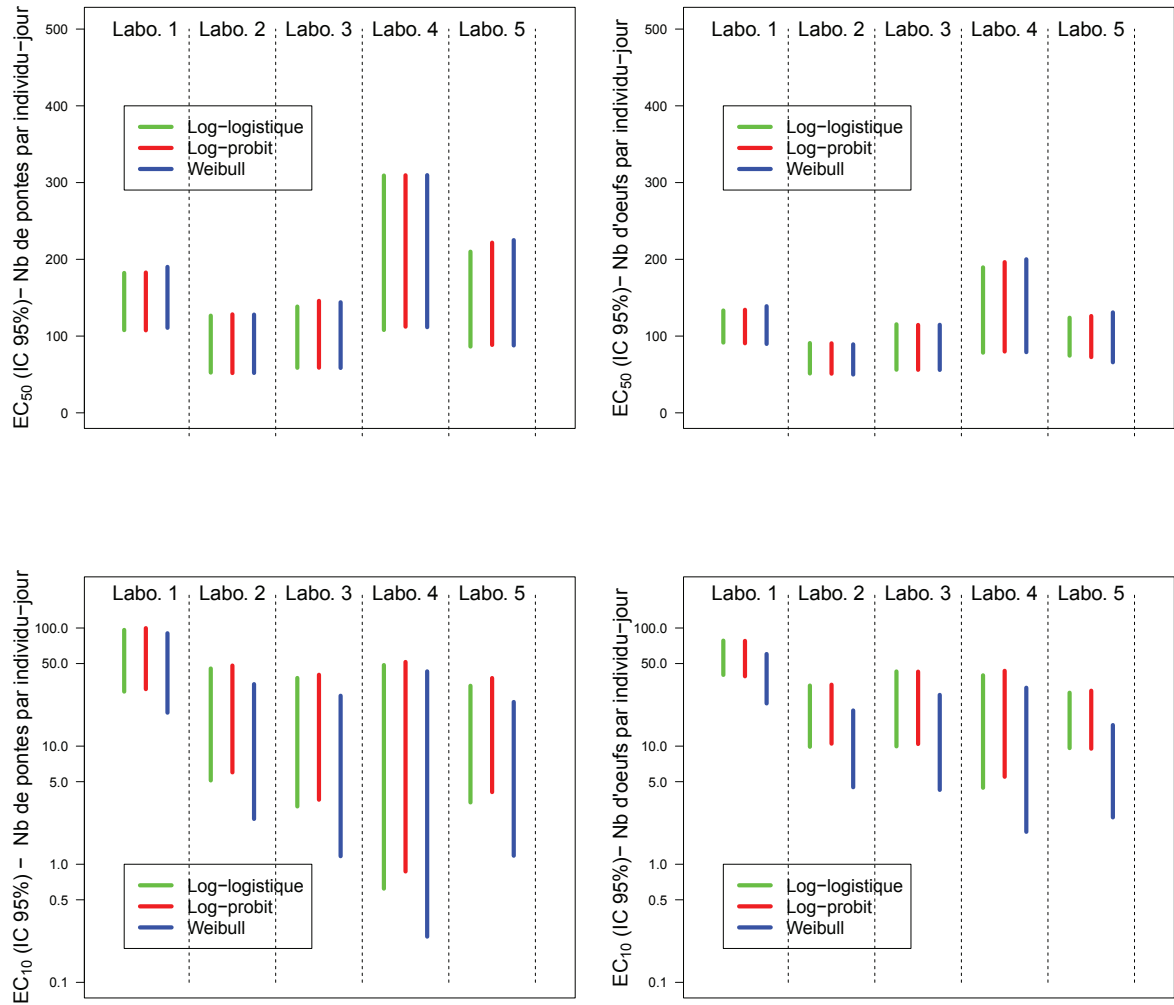 EC50 (IC 95%)− Nb de pontes par individu−jour
500
400
300
200
100
0
Labo. 1 Labo. 2 Labo. 3 Labo. 4 Labo. 5
Log−logistique
Log−probit
Weibull
EC50 (IC 95%)− Nb d'oeufs par individu−jour
500
400
300
200
100
0
Labo. 1 Labo. 2 Labo. 3 Labo. 4 Labo. 5
Log−logistique
Log−probit
Weibull
EC10 (IC 95%) − Nb de pontes par individu−jour
100.0
50.0
10.0
5.0
1.0
0.5
0.1
Labo. 1 Labo. 2 Labo. 3 Labo. 4 Labo. 5
Log−logistique
Log−probit
Weibull
EC10 (IC 95%)− Nb d'oeufs par individu−jour
100.0
50.0
10.0
5.0
1.0
0.5
0.1
Labo. 1 Labo. 2 Labo. 3 Labo. 4 Labo. 5
Log−logistique
Log−probit
Weibull